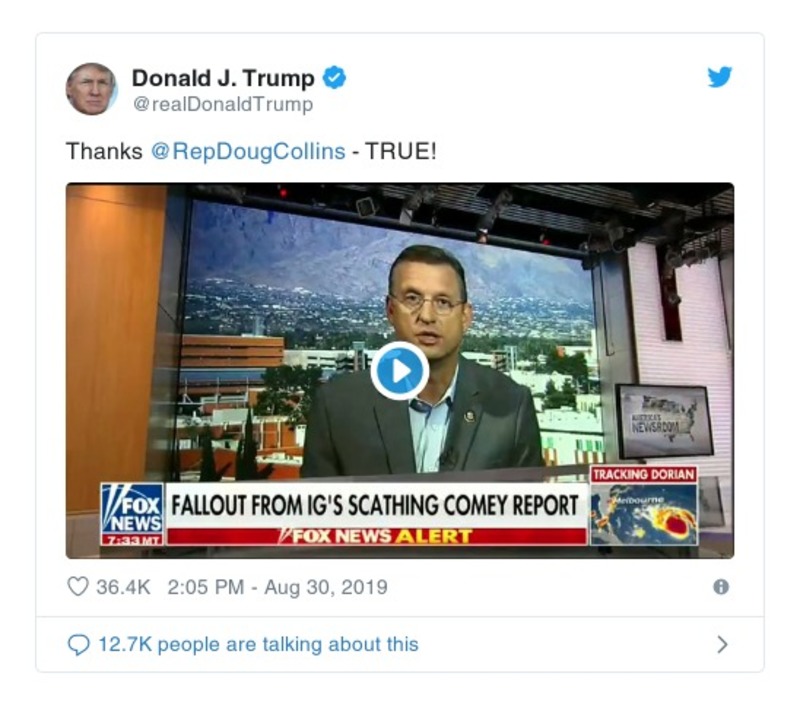 Donald J. Trump
@realDonaldTrump
Thanks @RepDougCollins - TRUE!
AMERICA'S
NEWSROOM
TRACKING DORIAN
Melbourne
FOX
NEWS
7:33 MT
FALLOUT FROM IG'S SCATHING COMEY REPORT
FOX NEWS ALERT
36.4K 2:05 PM - Aug 30, 2019
12.7K people are talking about this